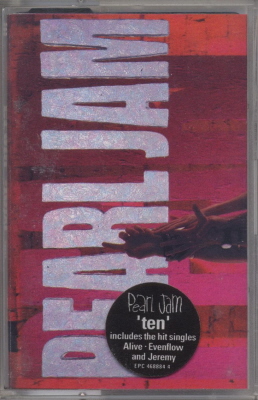 PEARL JAM
Pearl Jam
'ten'
includes the hit singles
Alive · Evenflow
and Jeremy
EPC 468884 4